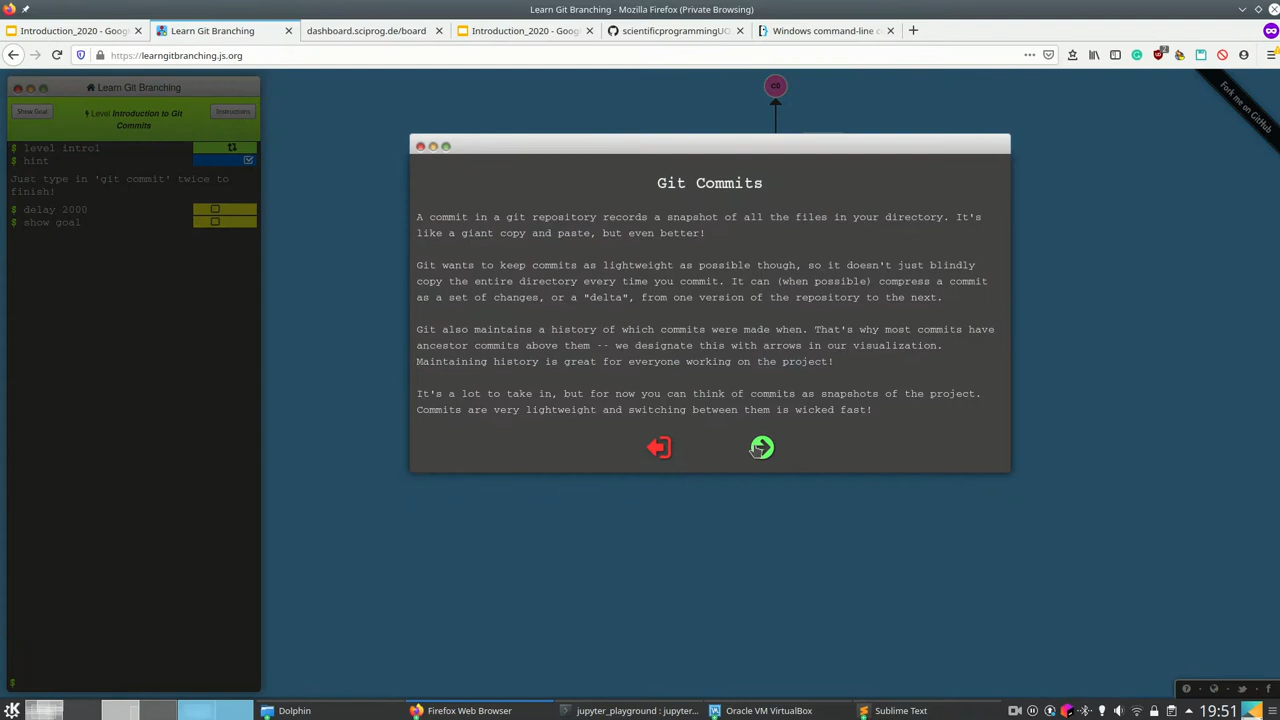 Learn Git Branching - Mozilla Firefox (Private Browsing)
Introduction_2020 - Goog
Learn Git Branching
dashboard.sciprog.de/board
Introduction_2020 - Goog
scientificprogrammingUO
Windows command-line c
https://learngitbranching.js.org
Learn Git Branching
Show Goal
Level Introduction to Git
Commits
Instructions
$ level intro1
$ hint
Just type in 'git commit' twice to
finish!
$ delay 2000
$ show goal
$
C0
Fork me on GitHub
Git Commits
A commit in a git repository records a snapshot of all the files in your directory. It's
like a giant copy and paste, but even better!
Git wants to keep commits as lightweight as possible though, so it doesn't just blindly
copy the entire directory every time you commit. It can (when possible) compress a commit
as a set of changes, or a "delta", from one version of the repository to the next.
Git also maintains a history of which commits were made when. That's why most commits have
ancestor commits above them -- we designate this with arrows in our visualization.
Maintaining history is great for everyone working on the project!
It's a lot to take in, but for now you can think of commits as snapshots of the project.
Commits are very lightweight and switching between them is wicked fast!
Dolphin
Firefox Web Browser
jupyter_playground : jupyter...
Oracle VM VirtualBox
Sublime Text
19:51